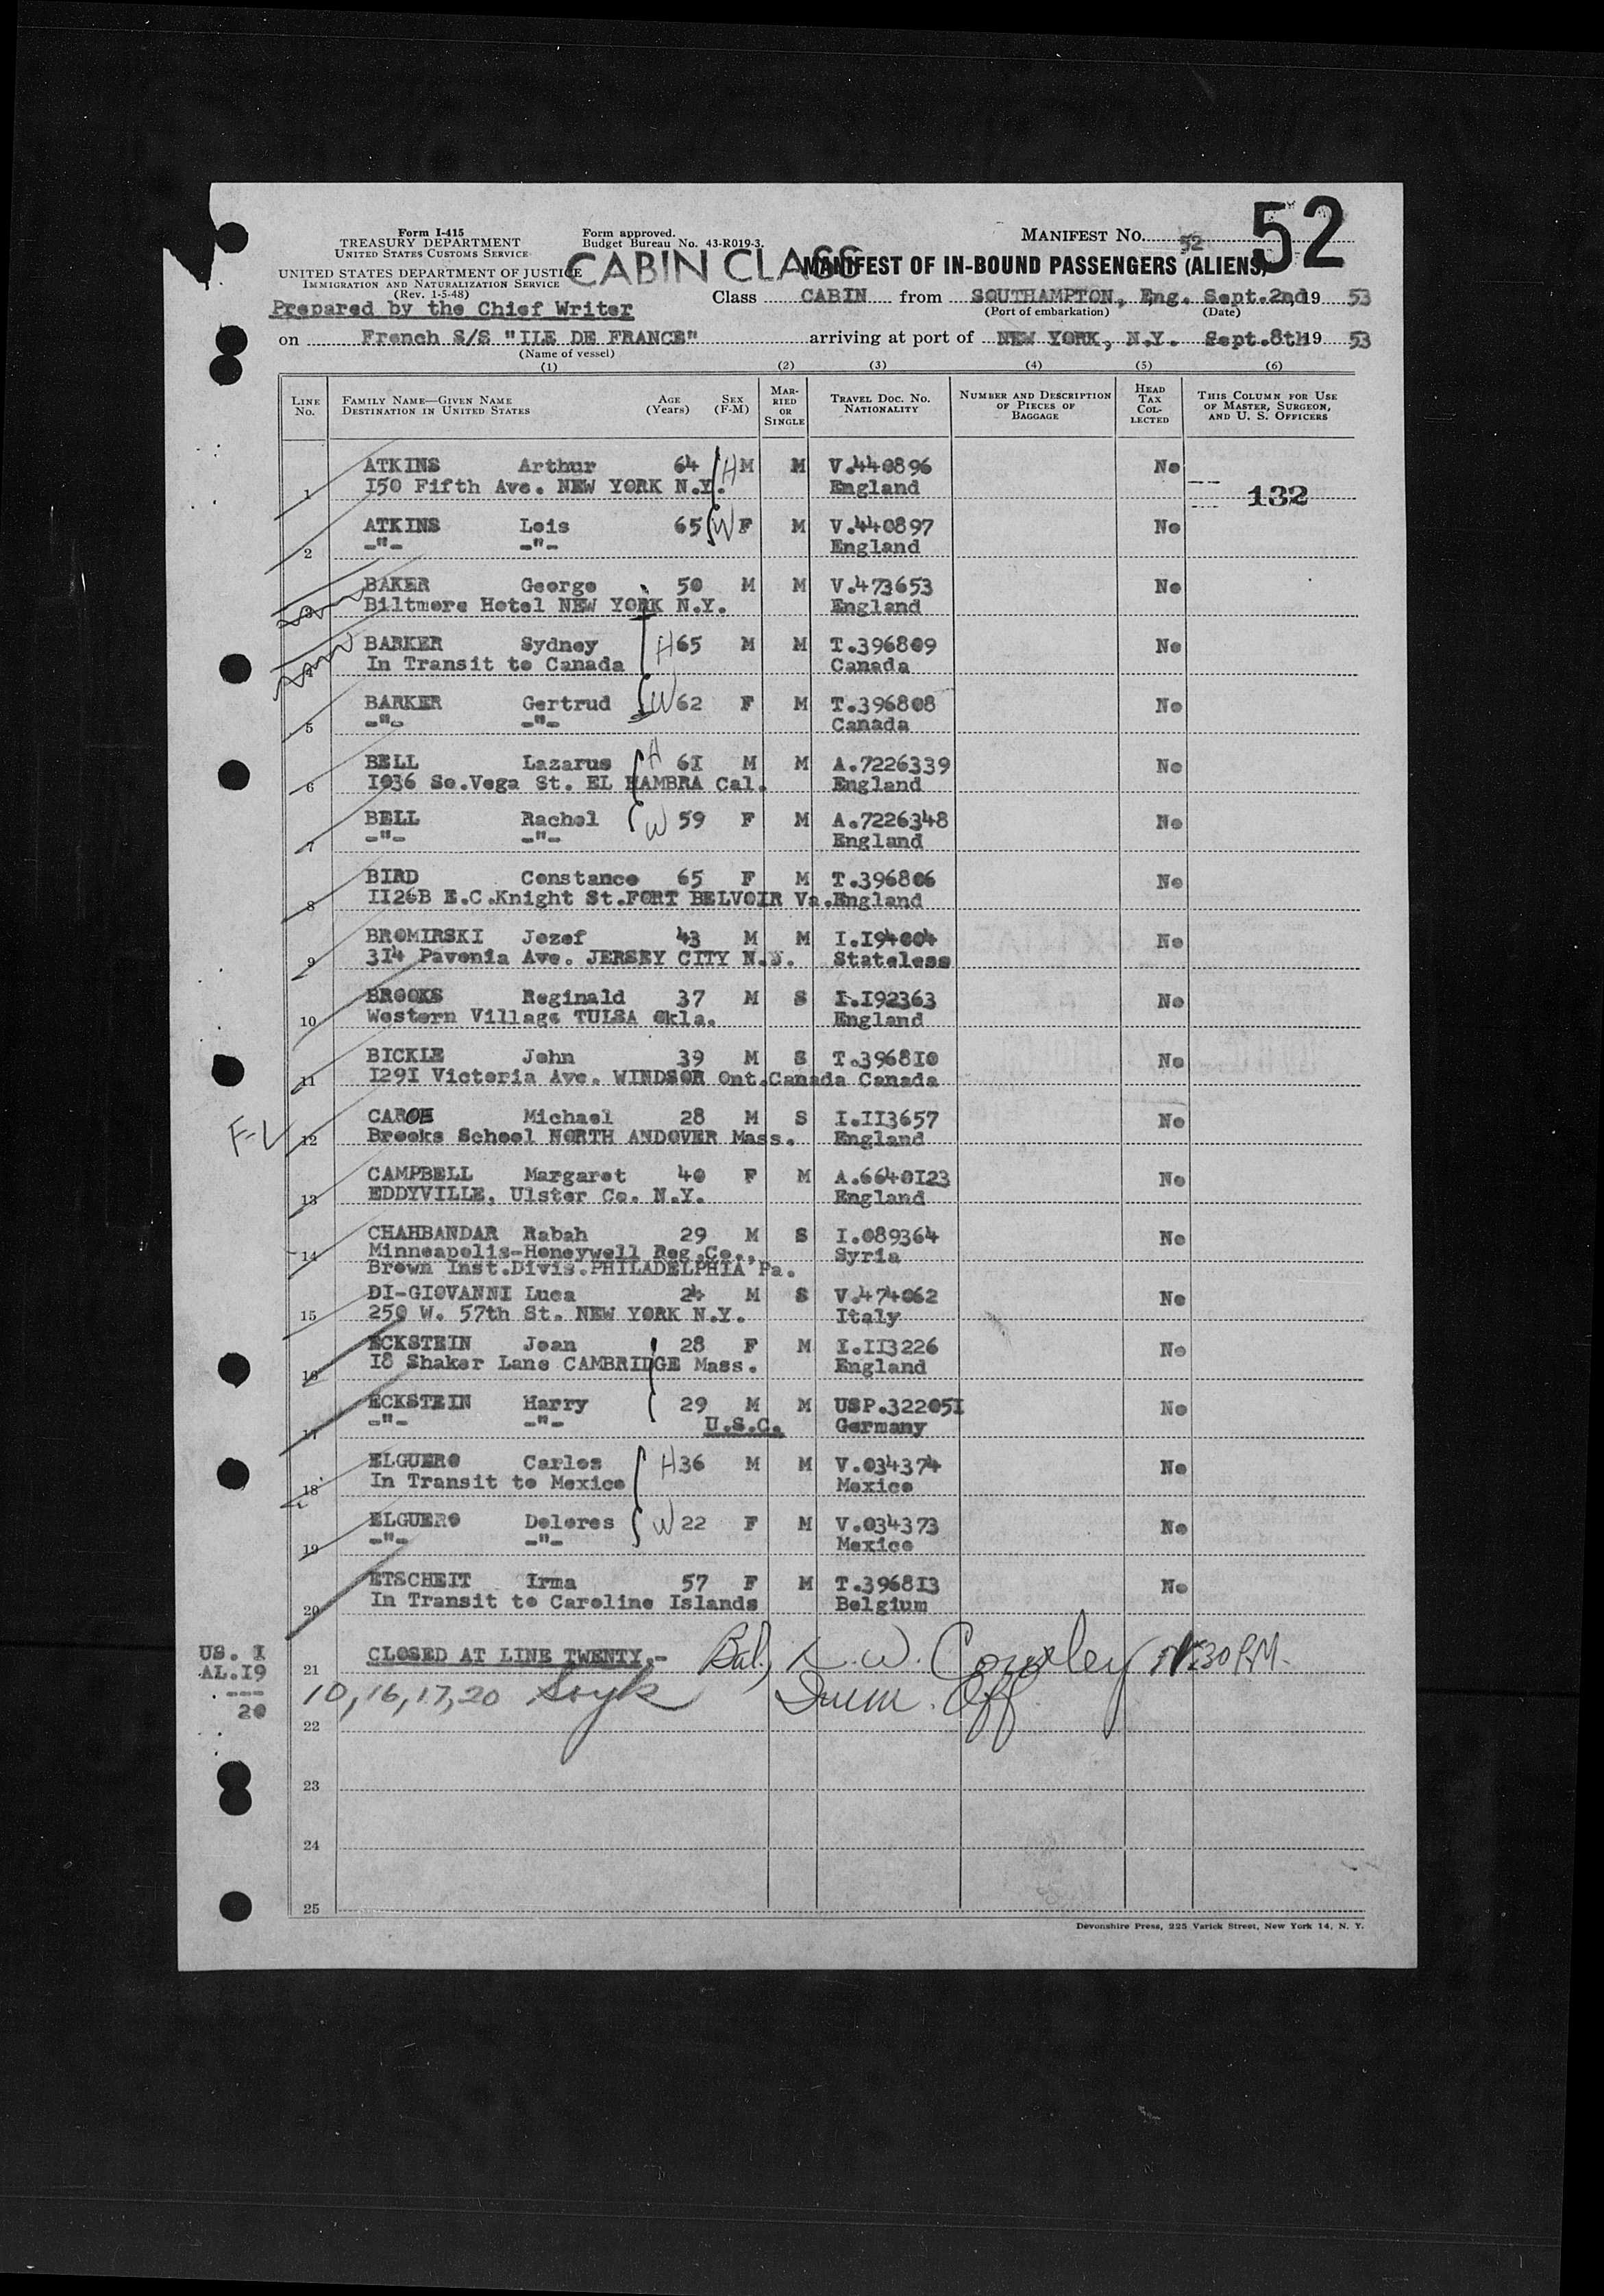 52
Form I-415
TREASURY DEPARTMENT
UNITED STATES CUSTOMS SERVICE
Form approved.
Budget Bureau No. 43-R019-3.
MANIFEST NO. 52
UNITED STATES DEPARTMENT OF JUSTICE
IMMIGRATION AND NATURALIZATION SERVICE
(Rev. 1-5-48)
CABIN CLASS
MANIFEST OF IN-BOUND PASSENGERS (ALIENS)
Prepared by the Chief Writer
Class CABIN from SOUTHAMPTON, Eng. Sept.2nd, 19 53
(Port of embarkation) (Date)
on French S/S "ILE DE FRANCE" arriving at port of NEW YORK, N.Y. Sept.8th 19 53
(Name of vessel)
(1) (2) (3) (4) (5) (6)
LINE NO. FAMILY NAME—GIVEN NAME DESTINATION IN UNITED STATES AGE (Years) SEX (F-M) MARRIED OR SINGLE TRAVEL DOC. NO. NATIONALITY NUMBER AND DESCRIPTION OF PIECES OF BAGGAGE HEAD TAX COLLECTED THIS COLUMN FOR USE OF MASTER, SURGEON, AND U. S. OFFICERS
ATKINS Arthur 64 H M M V.440896 No
1 150 Fifth Ave. NEW YORK N.Y. England 132
ATKINS Lois 65 W F M V.440897 No
2 -"- -"- England
BAKER George 50 M M V.473653 No
3 Biltmore Hotel NEW YORK N.Y. England
BARKER Sydney H 65 M M T.396809 No
4 In Transit to Canada Canada
BARKER Gertrud W 62 F M T.396808 No
5 -"- -"- Canada
BELL Lazarus H 61 M M A.7226339 No
6 1036 So.Vega St. EL HAMBRA Cal. England
BELL Rachel W 59 F M A.7226348 No
7 -"- -"- England
BIRD Constance 65 F M T.396806 No
8 1126B E.C.Knight St.FORT BELVOIR Va. England
BROMIRSKI Jozef 43 M M I.194004 No
9 314 Pavonia Ave. JERSEY CITY N.J. Stateless
BROOKS Reginald 37 M S I.192363 No
10 Western Village TULSA Okla. England
BICKLE John 39 M S T.396810 No
11 1291 Victoria Ave. WINDSOR Ont.Canada Canada
CAROE Michael 28 M S I.113657 No
F-L 12 Brooks School NORTH ANDOVER Mass. England
CAMPBELL Margaret 40 F M A.6640123 No
13 EDDYVILLE, Ulster Co. N.Y. England
CHAHBANDAR Rabah 29 M S I.089364 No
14 Minneapolis-Honeywell Reg.Co., Syria
Brown Inst.Divis.PHILADELPHIA Pa.
DI-GIOVANNI Luca 24 M S V.474062 No
15 250 W. 57th St. NEW YORK N.Y. Italy
ECKSTEIN Joan 28 F M I.113226 No
16 18 Shaker Lane CAMBRIDGE Mass. England
ECKSTEIN Harry 29 M M USP.322051 No
17 -"- -"- U.S.C. Germany
ELGUERO Carlos H 36 M M V.034374 No
18 In Transit to Mexico Mexico
ELGUERO Dolores W 22 F M V.034373 No
19 -"- -"- Mexico
ETSCHEIT Irma 57 F M T.396813 No
20 In Transit to Caroline Islands Belgium
US. 1
AL.19
---
20
21 CLOSED AT LINE TWENTY.- Bal, W. Cowley 30 P.M.
10, 16, 17, 20 Imm. Off
22
23
24
25
Devonshire Press, 225 Varick Street, New York 14, N. Y.